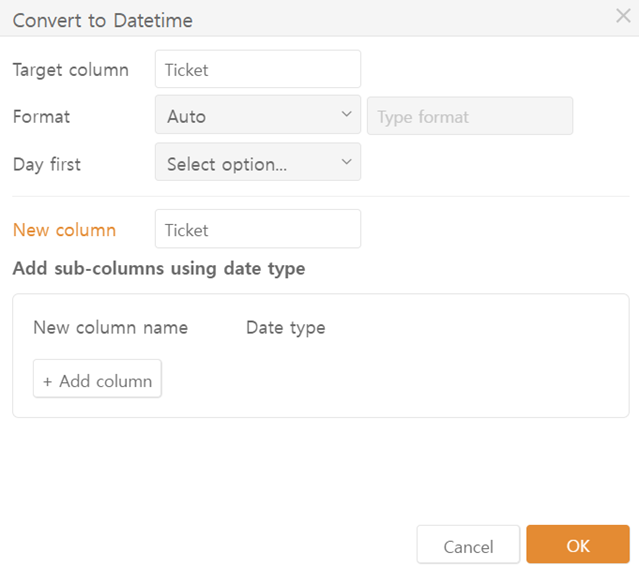 Convert to Datetime
Target column Ticket
Format Auto Type format
Day first Select option...
New column Ticket
Add sub-columns using date type
New column name Date type
+ Add column
Cancel OK